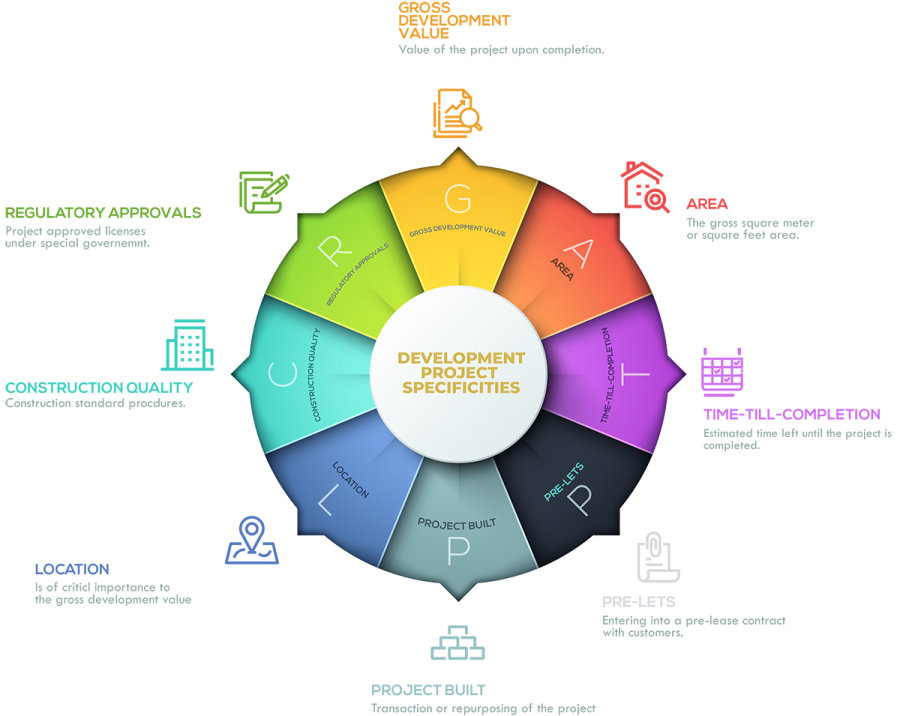 GROSS
DEVELOPMENT
VALUE
Value of the project upon completion.
REGULATORY APPROVALS
Project approved licenses
under special governemnt.
AREA
The gross square meter
or square feet area.
G
GROSS DEVELOPMENT VALUE
R
REGULATORY APPROVALS
A
AREA
C
CONSTRUCTION QUALITY
T
TIME-TILL-COMPLETION
DEVELOPMENT
PROJECT
SPECIFICITIES
L
LOCATION
PROJECT BUILT
P
PRE-LETS
P
CONSTRUCTION QUALITY
Construction standard procdures.
TIME-TILL-COMPLETION
Estimated time left until the project is
completed.
LOCATION
Is of criticl importance to
the gross development value
PRE-LETS
Entering into a pre-lease contract
with customers.
PROJECT BUILT
Transaction or repurposing of the project